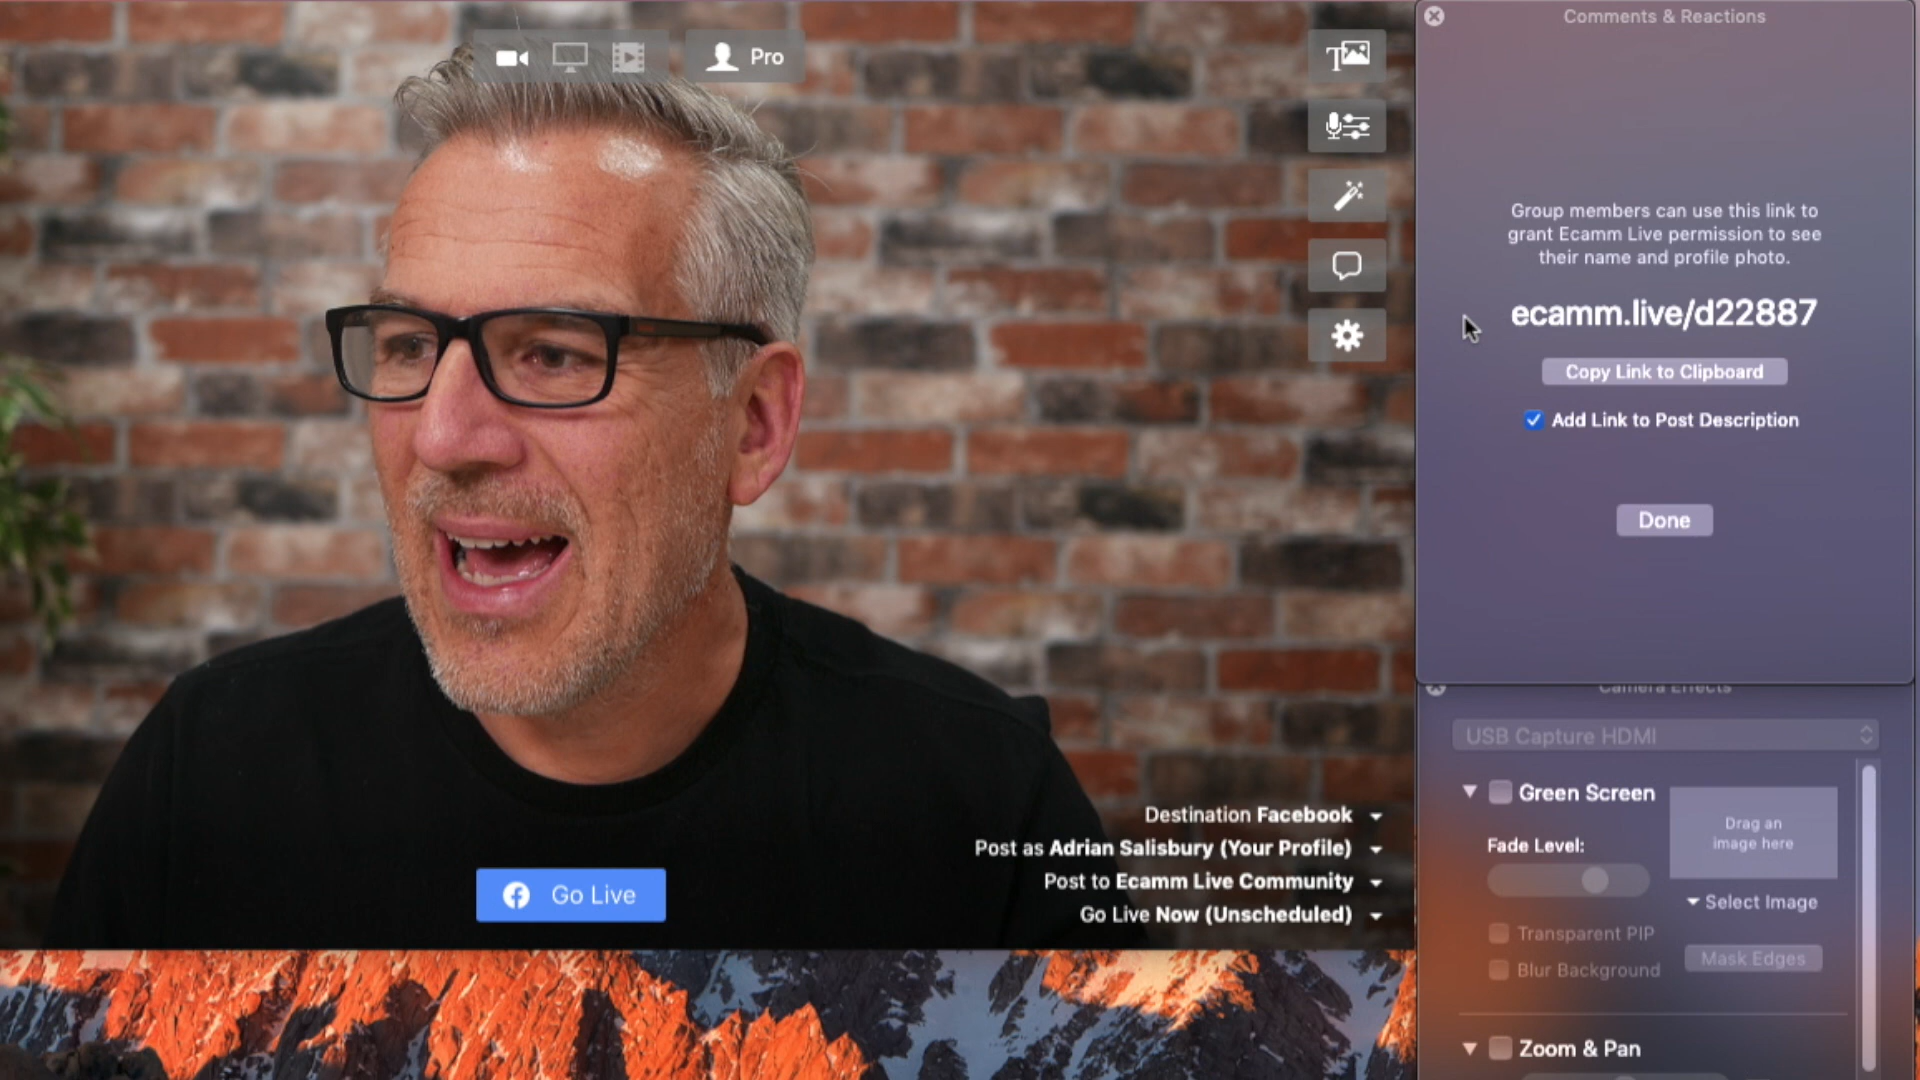 Pro
T
Comments & Reactions
Group members can use this link to
grant Ecamm Live permission to see
their name and profile photo.
ecamm.live/d22887
Copy Link to Clipboard
Add Link to Post Description
Done
Camera Effects
USB Capture HDMI
Green Screen
Drag an
image here
Fade Level:
Select Image
Transparent PIP
Mask Edges
Blur Background
Zoom & Pan
Destination Facebook
Post as Adrian Salisbury (Your Profile)
Post to Ecamm Live Community
Go Live Now (Unscheduled)
Go Live